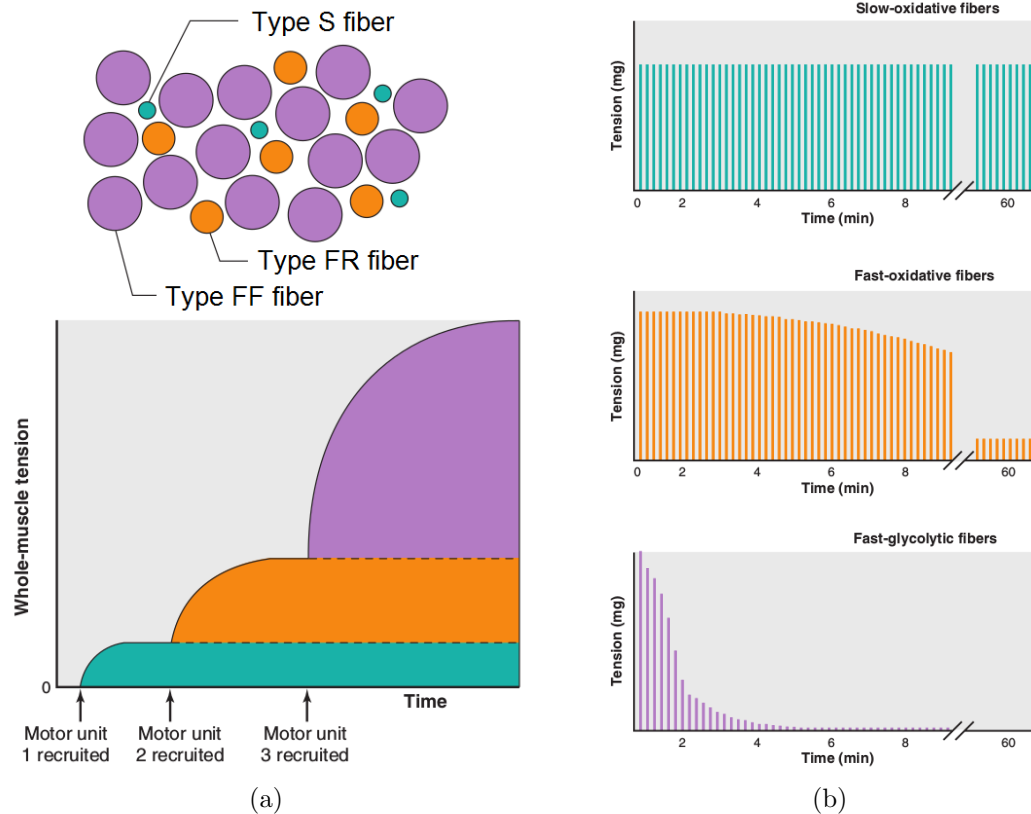 Type S fiber
Type FR fiber
Type FF fiber
Whole-muscle tension
0
Time
Motor unit
1 recruited
Motor unit
2 recruited
Motor unit
3 recruited
(a)
Slow-oxidative fibers
Tension (mg)
0 2 4 6 8 60
Time (min)
Fast-oxidative fibers
Tension (mg)
0 2 4 6 8 60
Time (min)
Fast-glycolytic fibers
Tension (mg)
2 4 6 8 60
Time (min)
(b)